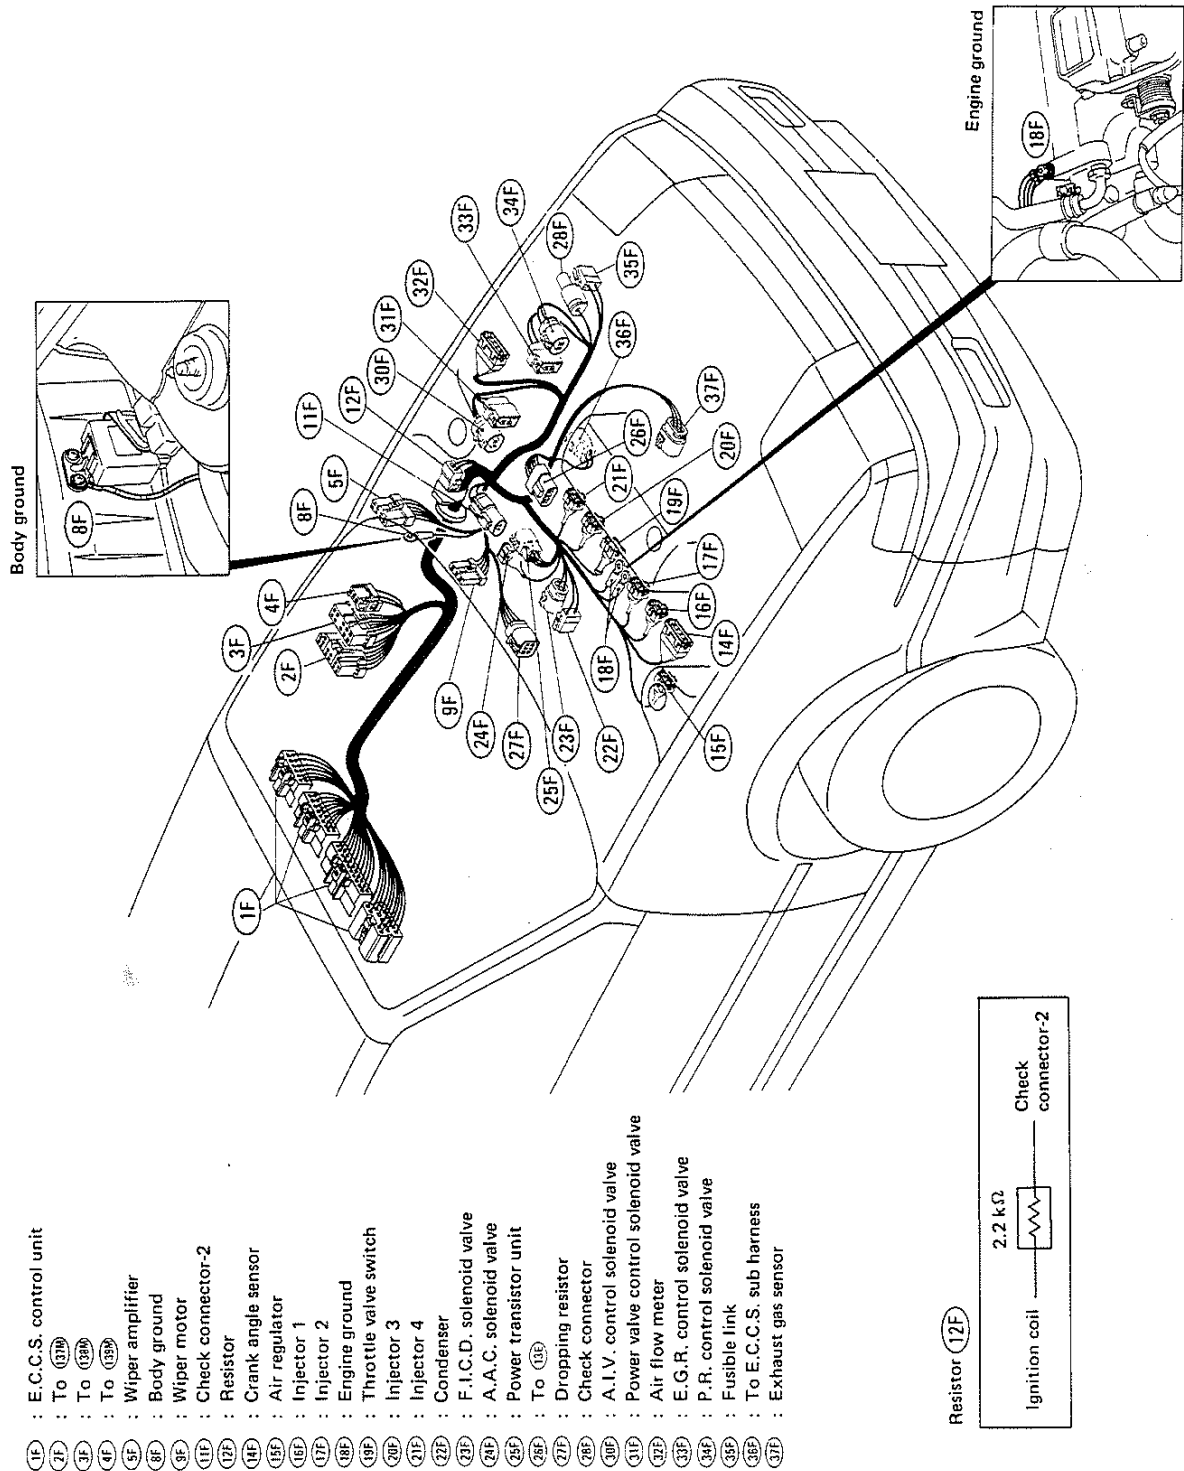 1F : E.C.C.S. control unit
2F : To 137M
3F : To 138M
4F : To 139M
5F : Wiper amplifier
8F : Body ground
9F : Wiper motor
11F : Check connector-2
12F : Resistor
14F : Crank angle sensor
15F : Air regulator
16F : Injector 1
17F : Injector 2
18F : Engine ground
19F : Throttle valve switch
20F : Injector 3
21F : Injector 4
22F : Condenser
23F : F.I.C.D. solenoid valve
24F : A.A.C. solenoid valve
25F : Power transistor unit
26F : To 13E
27F : Dropping resistor
28F : Check connector
30F : A.I.V. control solenoid valve
31F : Power valve control solenoid valve
32F : Air flow meter
33F : E.G.R. control solenoid valve
34F : P.R. control solenoid valve
35F : Fusible link
36F : To E.C.C.S. sub harness
37F : Exhaust gas sensor
Body ground
8F
1F
2F
3F
4F
5F
8F
11F
12F
30F
31F
32F
33F
34F
28F
35F
36F
37F
26F
20F
21F
19F
17F
16F
14F
15F
18F
22F
23F
25F
27F
24F
9F
Engine ground
18F
Resistor 12F
2.2 kΩ
Ignition coil
Check
connector-2